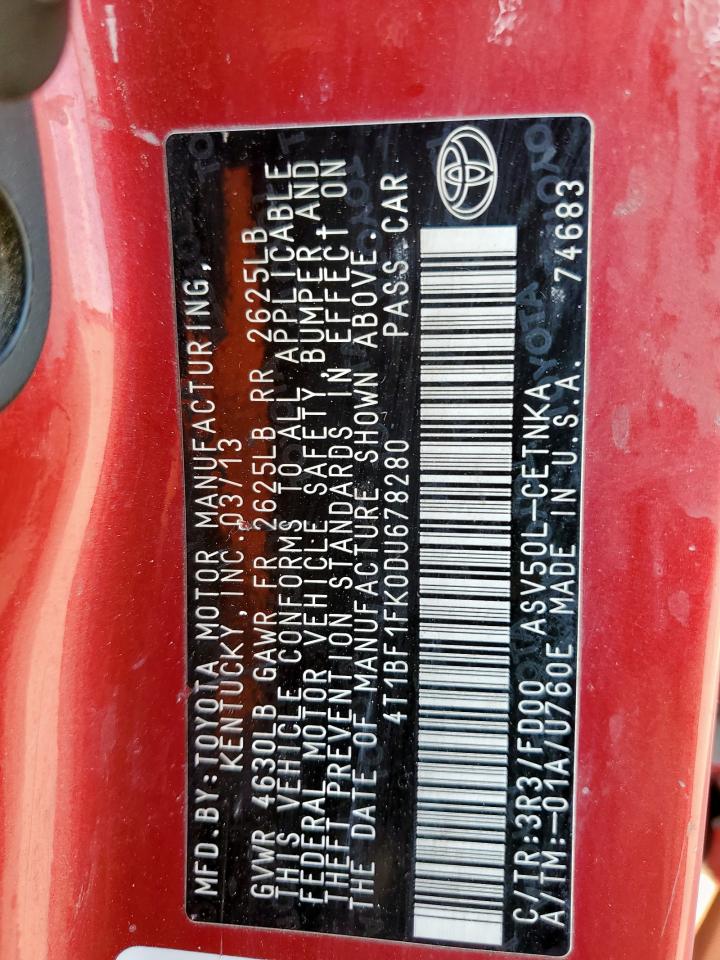 MFD.BY:TOYOTA MOTOR MANUFACTURING,
KENTUCKY,INC.03/13
GVWR 4630LB GAWR FR 2625LB RR 2625LB
THIS VEHICLE CONFORMS TO ALL APPLICABLE
FEDERAL MOTOR VEHICLE SAFETY, BUMPER, AND
THEFT PREVENTION STANDARDS IN EFFECT ON
THE DATE OF MANUFACTURE SHOWN ABOVE.
4T1BF1FK0DU678280 PASS.CAR
C/TR:3R3/FD00 ASV50L-CETNKA
A/TM:-01A/U760E MADE IN U.S.A. 74683